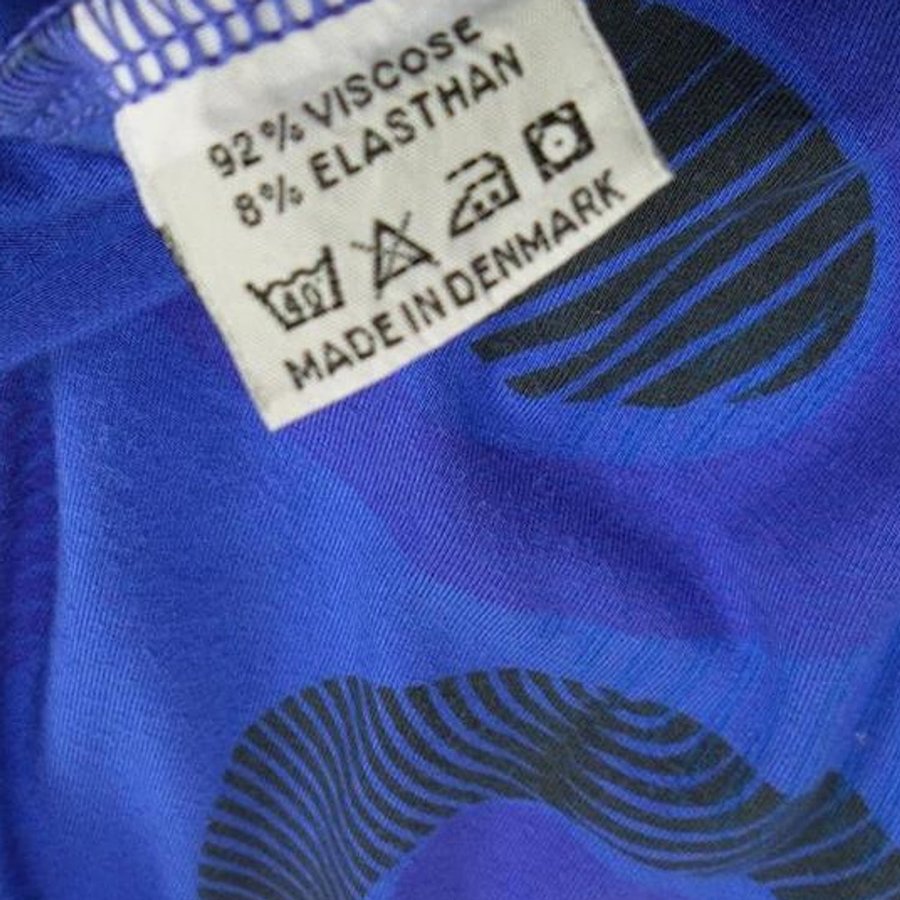 92% VISCOSE
8% ELASTHAN
40°
MADE IN DENMARK